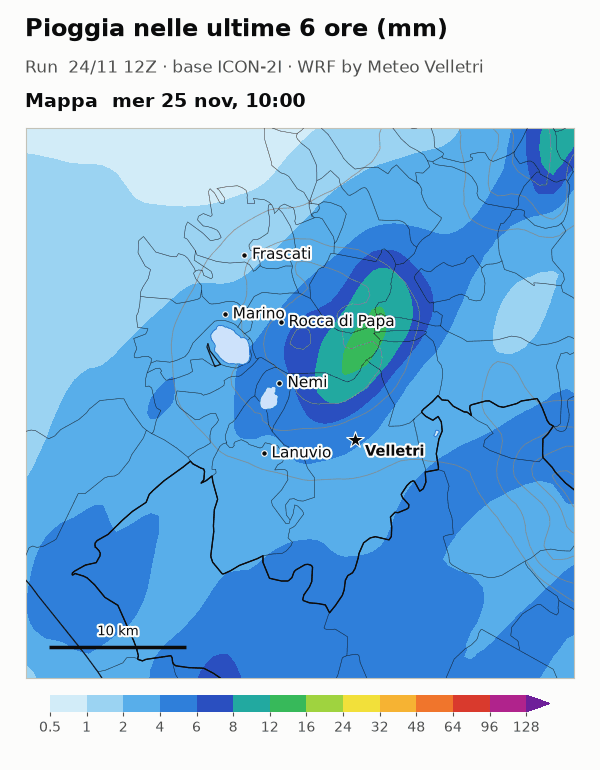 Pioggia nelle ultime 6 ore (mm)
Run 24/11 12Z · base ICON-2I · WRF by Meteo Velletri
Mappa mer 25 nov, 10:00
Frascati
Marino
Rocca di Papa
Nemi
Velletri
Lanuvio
10 km
0.5 1 2 4 6 8 12 16 24 32 48 64 96 128